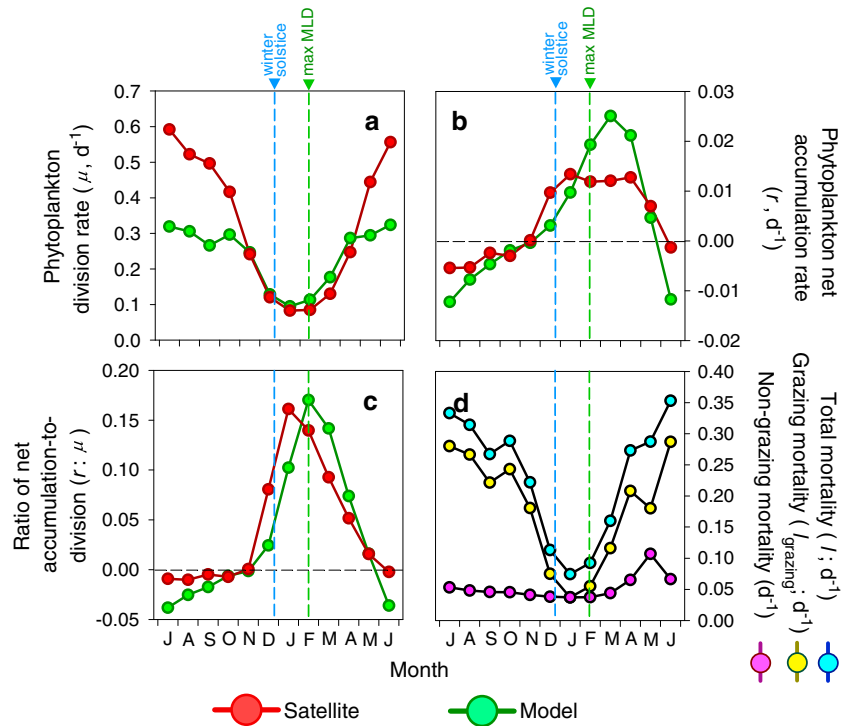 winter
solstice
max MLD
winter
solstice
max MLD
a
0.7
0.6
0.5
0.4
0.3
0.2
0.1
0.0
Phytoplankton
division rate (μ, d⁻¹)
b
0.03
0.02
0.01
0.00
-0.01
-0.02
Phytoplankton net
accumulation rate
(r, d⁻¹)
c
0.20
0.15
0.10
0.05
0.00
-0.05
Ratio of net
accumulation-to-
division (r: μ)
J A S O N D J F M A M J
d
0.40
0.35
0.30
0.25
0.20
0.15
0.10
0.05
0.00
Total mortality (l; d⁻¹)
Grazing mortality (l grazing; d⁻¹)
Non-grazing mortality (d⁻¹)
J A S O N D J F M A M J
Month
Satellite
Model